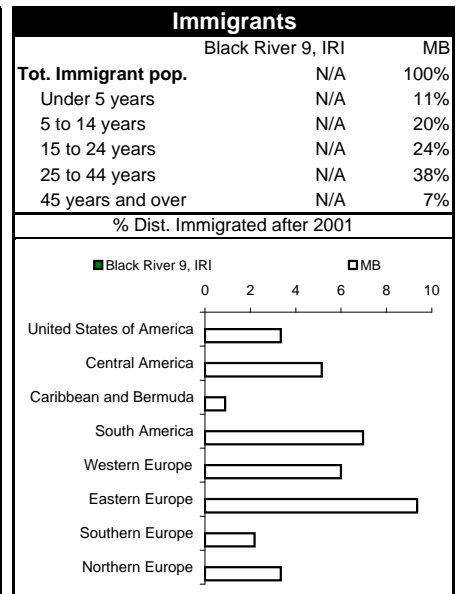 Immigrants
Black River 9, IRI MB
Tot. Immigrant pop. N/A 100%
Under 5 years N/A 11%
5 to 14 years N/A 20%
15 to 24 years N/A 24%
25 to 44 years N/A 38%
45 years and over N/A 7%
% Dist. Immigrated after 2001
Black River 9, IRI MB
0 2 4 6 8 10
United States of America
Central America
Caribbean and Bermuda
South America
Western Europe
Eastern Europe
Southern Europe
Northern Europe